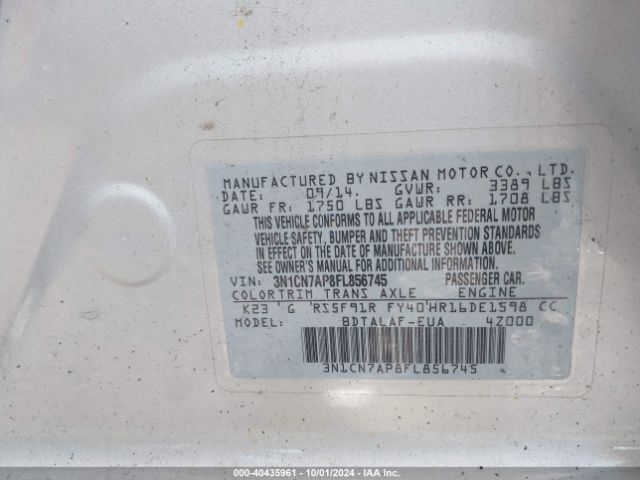 MANUFACTURED BY NISSAN MOTOR CO., LTD.
DATE: 09/14. GVWR: 3389 LBS
GAWR FR: 1750 LBS GAWR RR: 1708 LBS
THIS VEHICLE CONFORMS TO ALL APPLICABLE FEDERAL MOTOR
VEHICLE SAFETY, BUMPER AND THEFT PREVENTION STANDARDS
IN EFFECT ON THE DATE OF MANUFACTURE SHOWN ABOVE.
SEE OWNER'S MANUAL FOR ADDITIONAL INFORMATION.
VIN: 3N1CN7AP8FL856745 PASSENGER CAR.
COLOR TRIM TRANS AXLE ENGINE
K23 G RS5F91R FY40 HR16DE1598 CC
MODEL: BDTALAF-EUA 4Z000
3N1CN7AP8FL856745
000-40435961 | 10/01/2024 | IAA Inc.